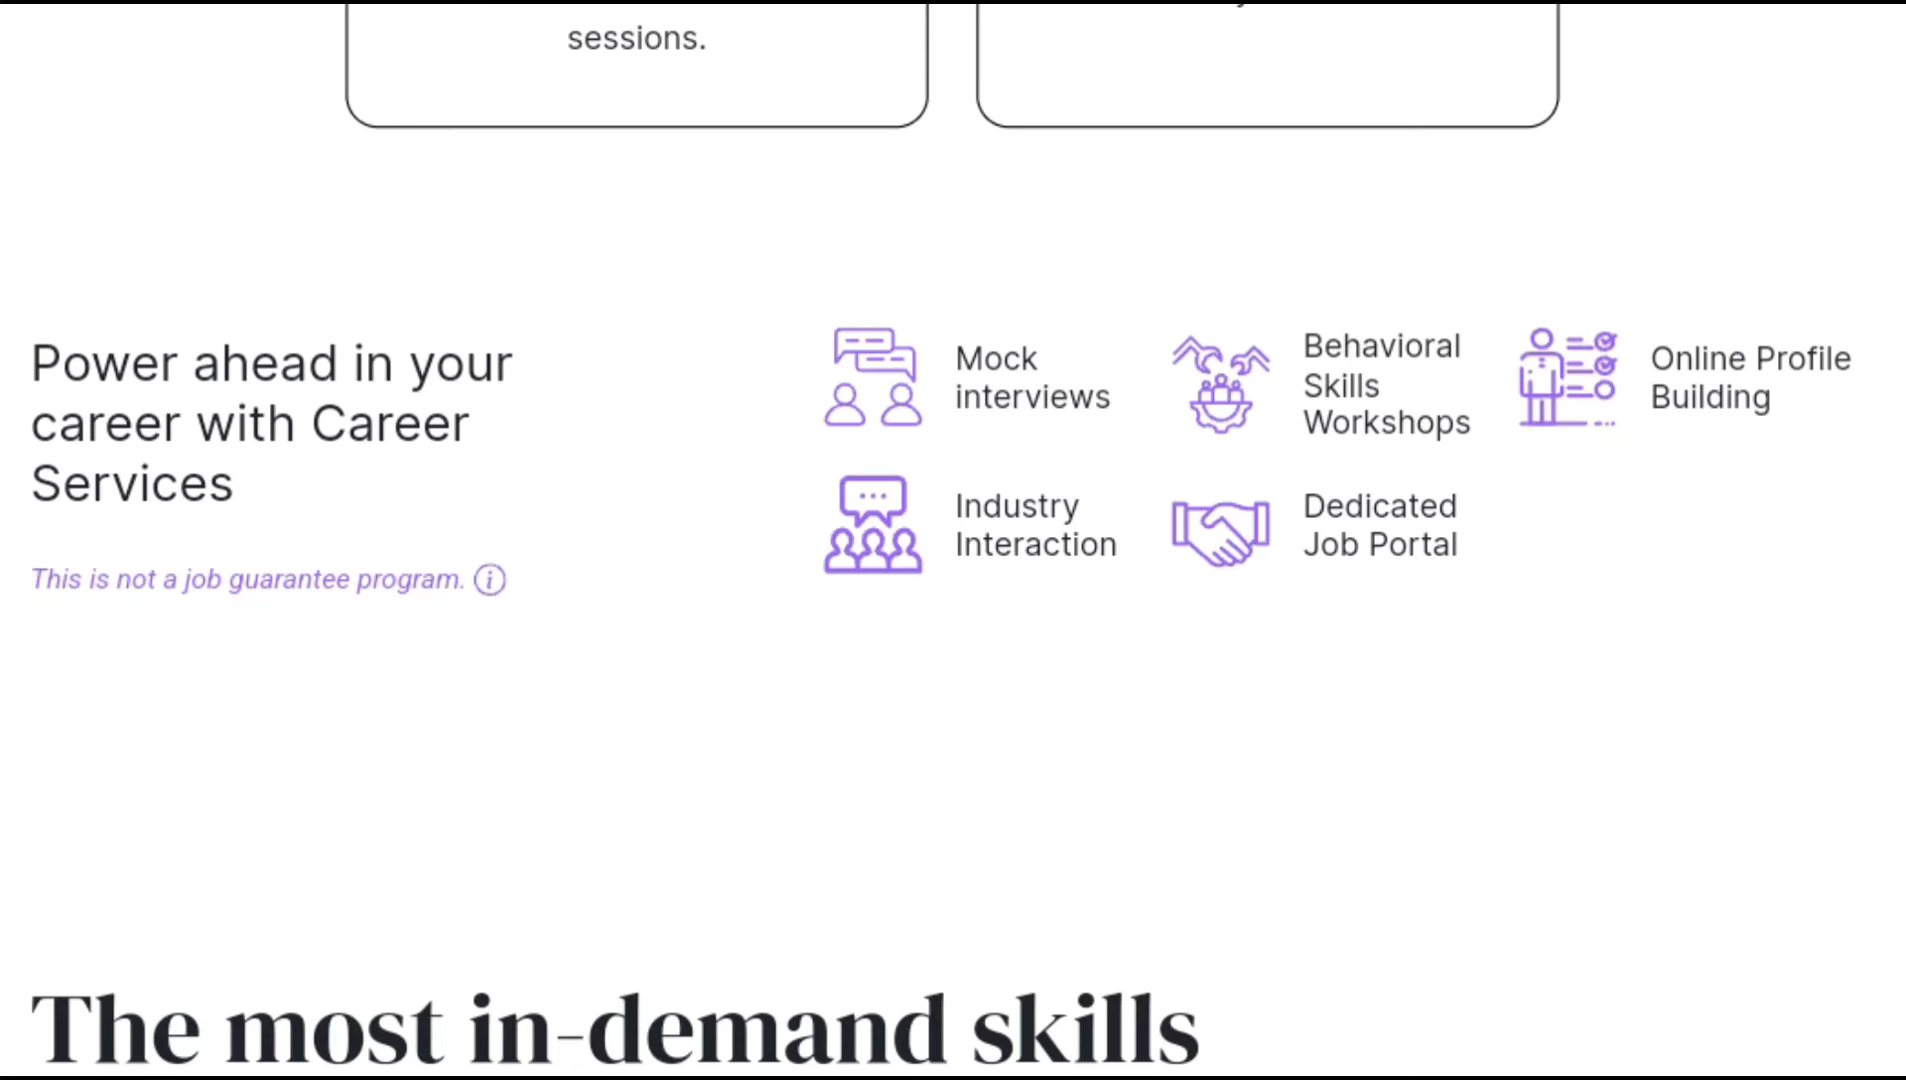 sessions.
Power ahead in your
career with Career
Services
This is not a job guarantee program.
Mock
interviews
Behavioral
Skills
Workshops
Online Profile
Building
Industry
Interaction
Dedicated
Job Portal
The most in-demand skills